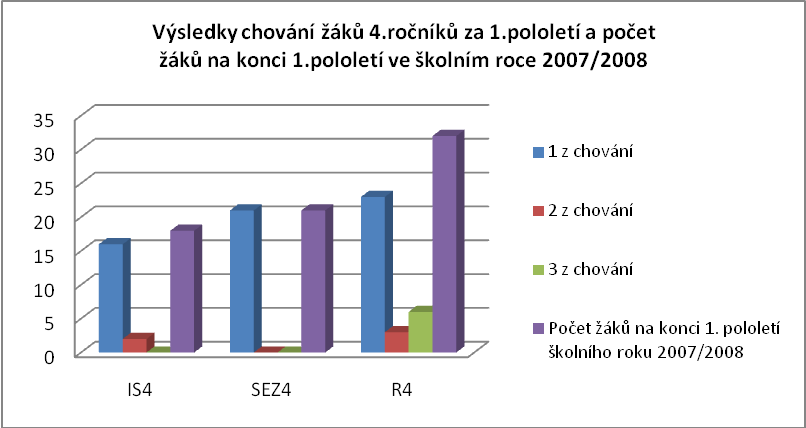 Výsledky chování žáků 4.ročníků za 1.pololetí a počet
žáků na konci 1.pololetí ve školním roce 2007/2008
35
30
25
20
15
10
5
0
IS4
SEZ4
R4
1 z chování
2 z chování
3 z chování
Počet žáků na konci 1. pololetí
školního roku 2007/2008